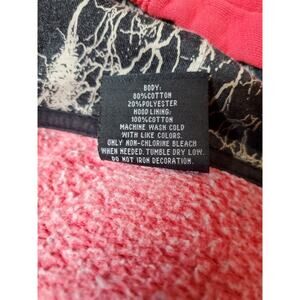 BODY:
80%COTTON
20%POLYESTER
HOOD LINING:
100%COTTON
MACHINE WASH COLD
WITH LIKE COLORS.
ONLY NON-CHLORINE BLEACH
WHEN NEEDED. TUMBLE DRY LOW.
DO NOT IRON DECORATION.